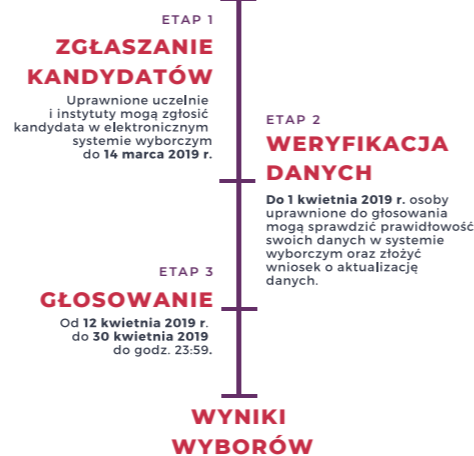 ETAP 1
ZGŁASZANIE
KANDYDATÓW
Uprawnione uczelnie
i instytuty mogą zgłosić
kandydata w elektronicznym
systemie wyborczym
do 14 marca 2019 r.
ETAP 2
WERYFIKACJA
DANYCH
Do 1 kwietnia 2019 r. osoby
uprawnione do głosowania
mogą sprawdzić prawidłowość
swoich danych w systemie
wyborczym oraz złożyć
wniosek o aktualizację
danych.
ETAP 3
GŁOSOWANIE
Od 12 kwietnia 2019 r.
do 30 kwietnia 2019
do godz. 23:59.
WYNIKI
WYBORÓW